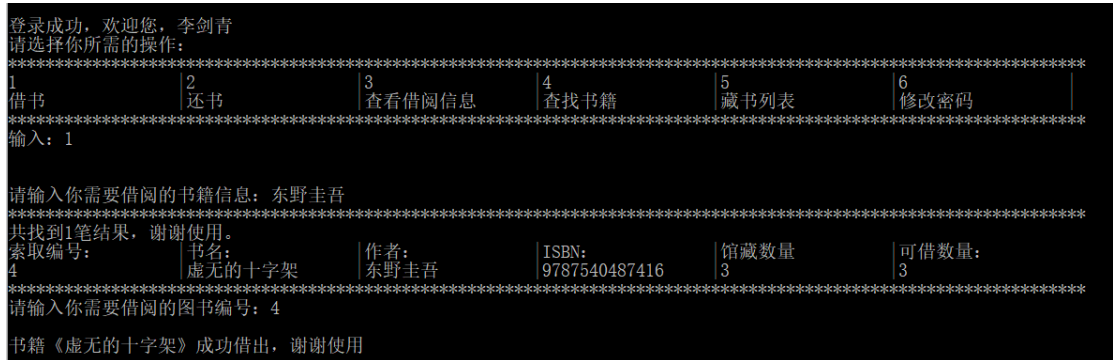 登录成功，欢迎您，李剑青
请选择你所需的操作：
*******************************************************************************************************************
1 |2 |3 |4 |5 |6 |
借书 |还书 |查看借阅信息 |查找书籍 |藏书列表 |修改密码 |
*******************************************************************************************************************
输入：1
请输入你需要借阅的书籍信息：东野圭吾
*******************************************************************************************************************
共找到1笔结果，谢谢使用。
索取编号： |书名： |作者： |ISBN： |馆藏数量 |可借数量：
4 |虚无的十字架 |东野圭吾 |9787540487416 |3 |3
*******************************************************************************************************************
请输入你需要借阅的图书编号：4
书籍《虚无的十字架》成功借出，谢谢使用